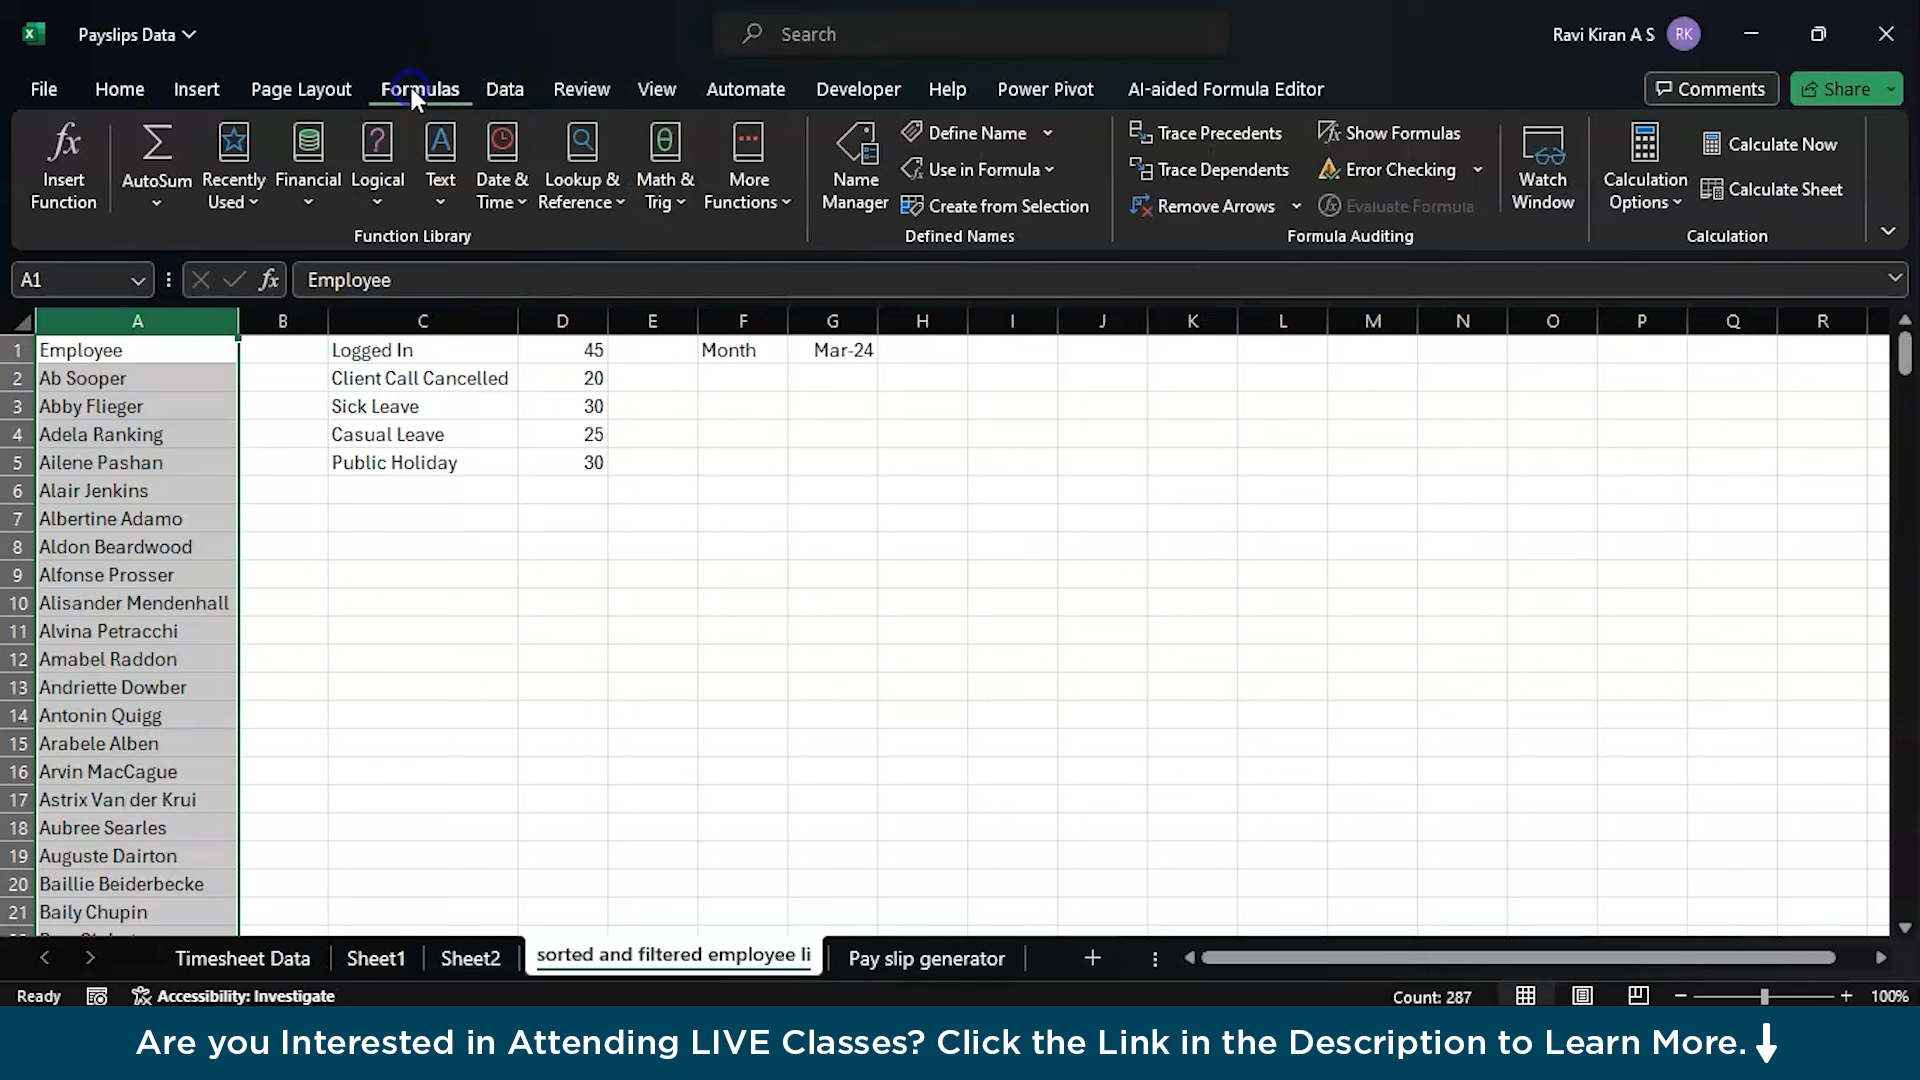 Payslips Data
Search
Ravi Kiran A S
RK
File
Home
Insert
Page Layout
Formulas
Data
Review
View
Automate
Developer
Help
Power Pivot
AI-aided Formula Editor
Comments
Share
Insert Function
AutoSum
Recently Used
Financial
Logical
Text
Date & Time
Lookup & Reference
Math & Trig
More Functions
Function Library
Name Manager
Define Name
Use in Formula
Create from Selection
Defined Names
Trace Precedents
Trace Dependents
Remove Arrows
Show Formulas
Error Checking
Evaluate Formula
Formula Auditing
Watch Window
Calculation Options
Calculate Now
Calculate Sheet
Calculation
A1
fx
Employee
A B C D E F G H I J K L M N O P Q R
1 Employee Logged In 45 Month Mar-24
2 Ab Sooper Client Call Cancelled 20
3 Abby Flieger Sick Leave 30
4 Adela Ranking Casual Leave 25
5 Ailene Pashan Public Holiday 30
6 Alair Jenkins
7 Albertine Adamo
8 Aldon Beardwood
9 Alfonse Prosser
10 Alisander Mendenhall
11 Alvina Petracchi
12 Amabel Raddon
13 Andriette Dowber
14 Antonin Quigg
15 Arabele Alben
16 Arvin MacCague
17 Astrix Van der Krui
18 Aubree Searles
19 Auguste Dairton
20 Baillie Beiderbecke
21 Baily Chupin
Timesheet Data
Sheet1
Sheet2
sorted and filtered employee li
Pay slip generator
Ready
Accessibility: Investigate
Count: 287
100%
Are you Interested in Attending LIVE Classes? Click the Link in the Description to Learn More.